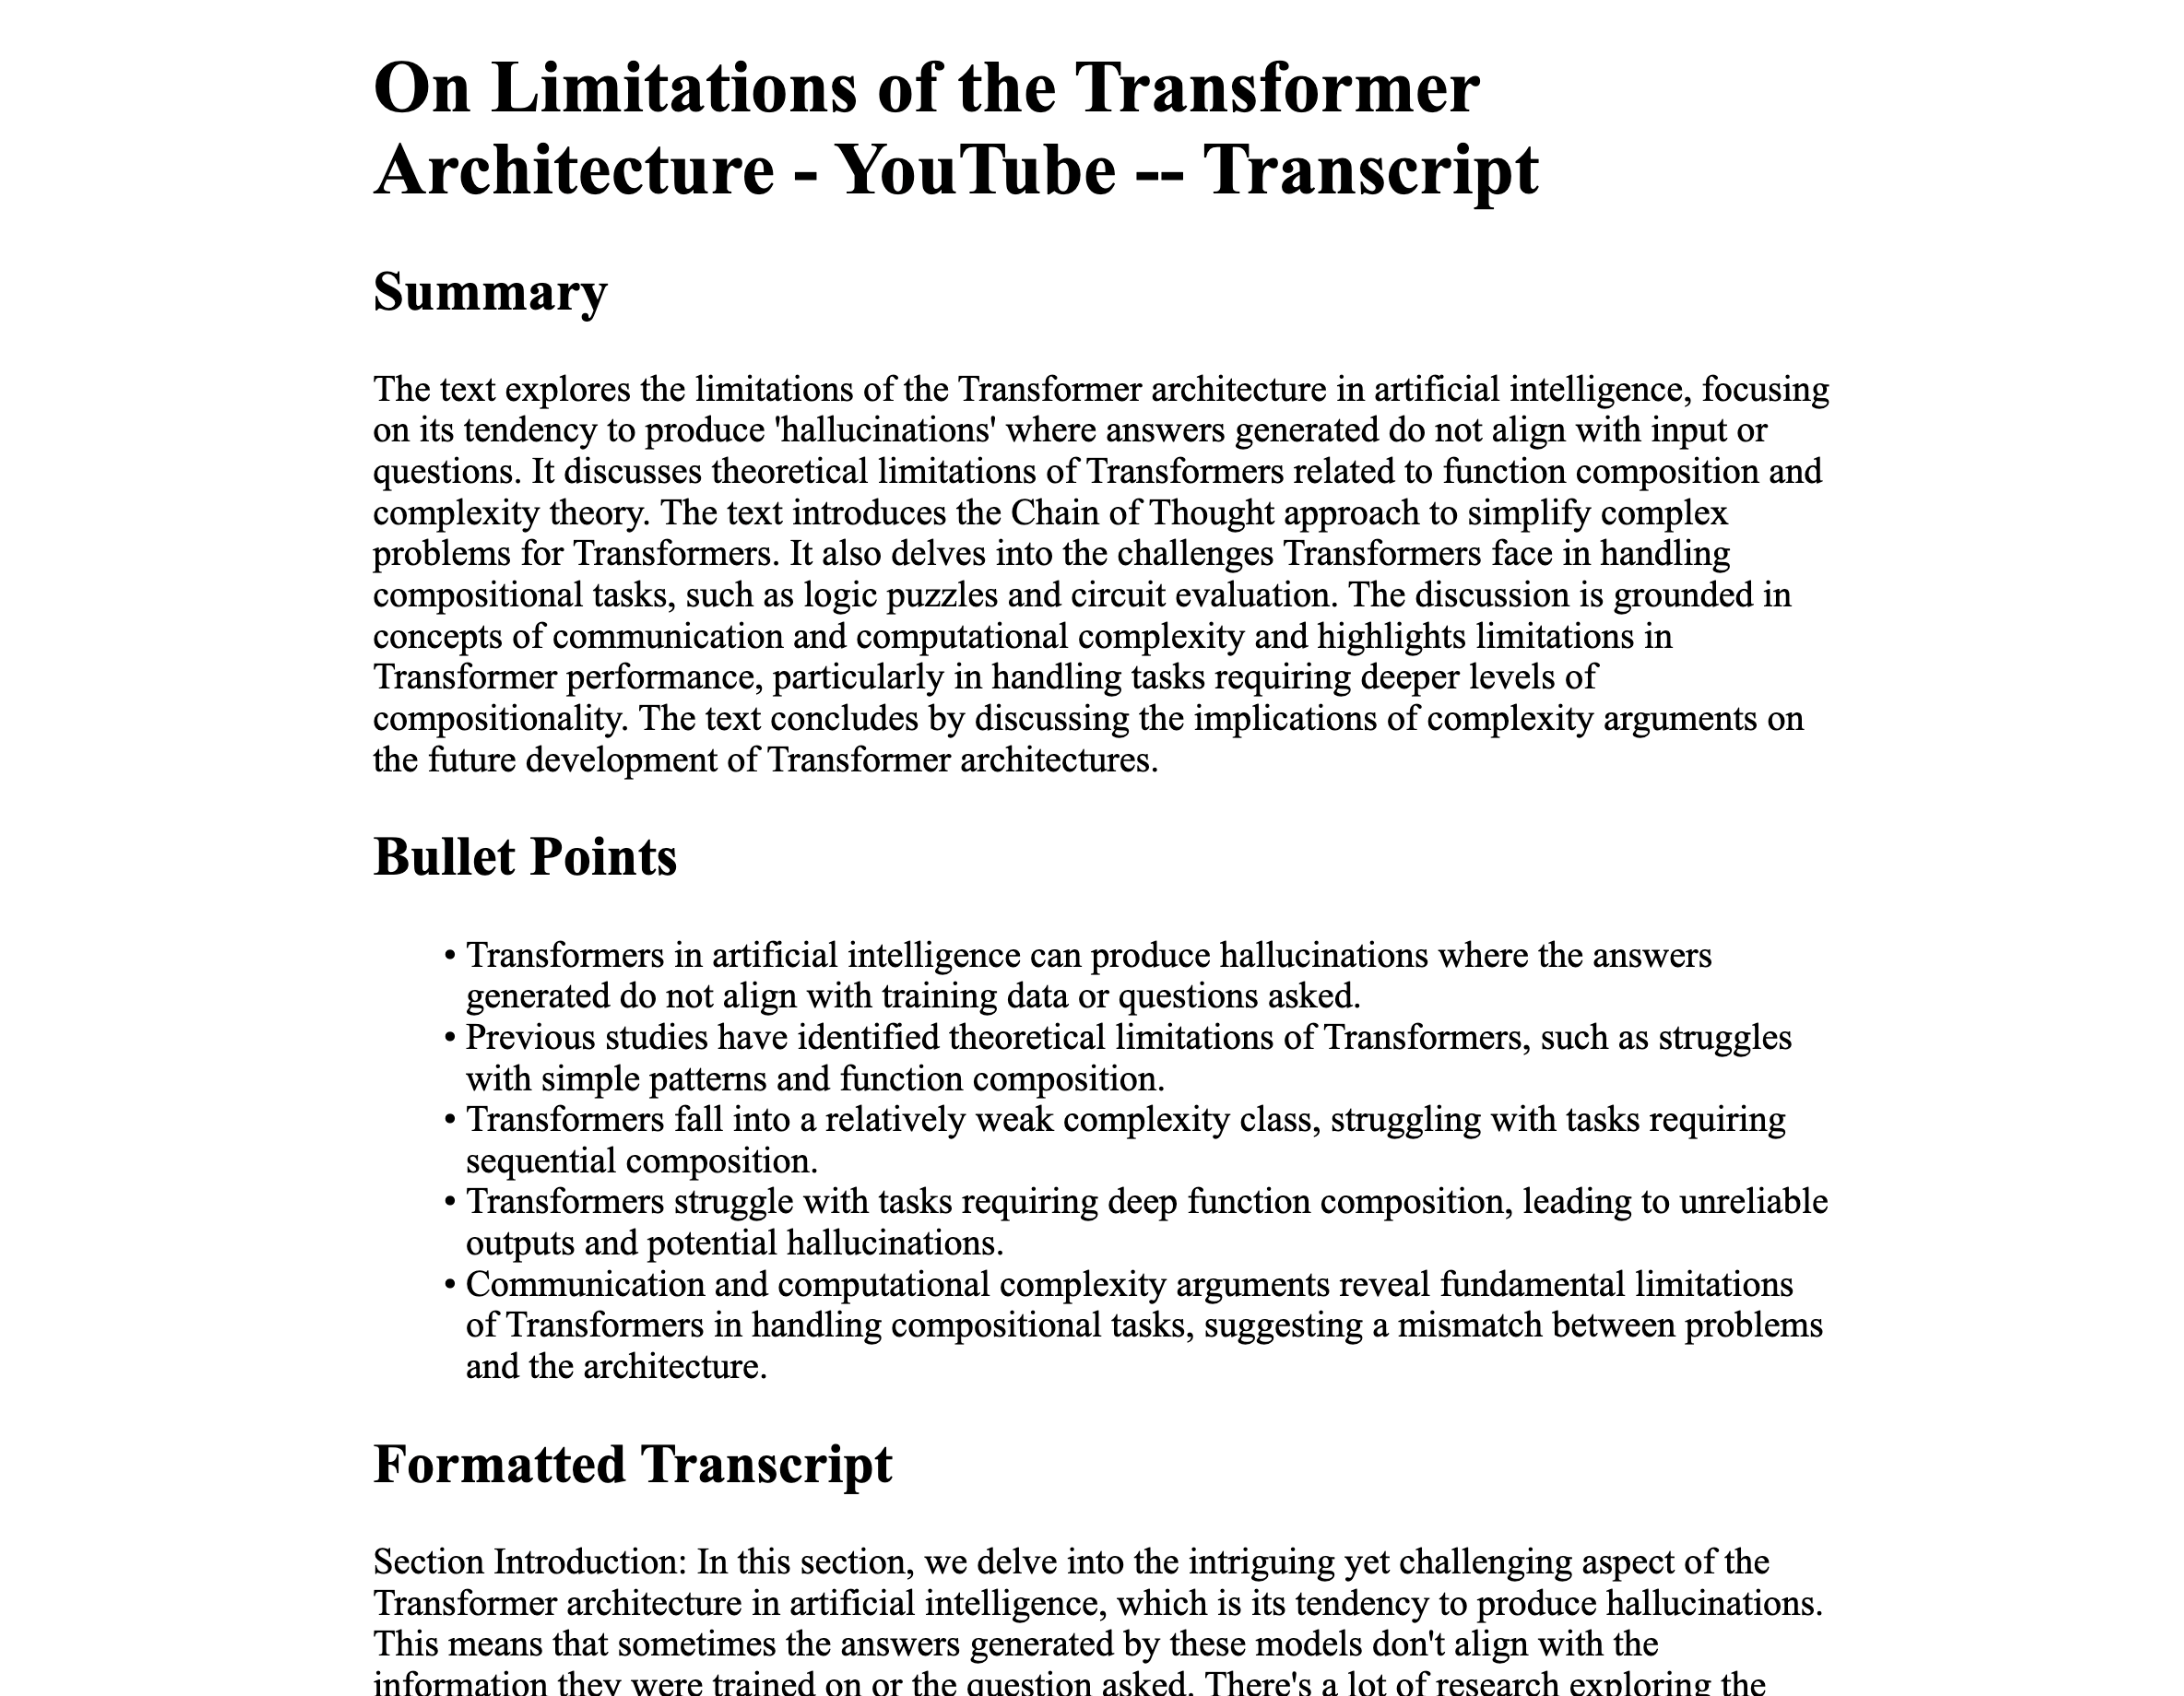 On Limitations of the Transformer
Architecture - YouTube -- Transcript
Summary
The text explores the limitations of the Transformer architecture in artificial intelligence, focusing
on its tendency to produce 'hallucinations' where answers generated do not align with input or
questions. It discusses theoretical limitations of Transformers related to function composition and
complexity theory. The text introduces the Chain of Thought approach to simplify complex
problems for Transformers. It also delves into the challenges Transformers face in handling
compositional tasks, such as logic puzzles and circuit evaluation. The discussion is grounded in
concepts of communication and computational complexity and highlights limitations in
Transformer performance, particularly in handling tasks requiring deeper levels of
compositionality. The text concludes by discussing the implications of complexity arguments on
the future development of Transformer architectures.
Bullet Points
• Transformers in artificial intelligence can produce hallucinations where the answers
generated do not align with training data or questions asked.
• Previous studies have identified theoretical limitations of Transformers, such as struggles
with simple patterns and function composition.
• Transformers fall into a relatively weak complexity class, struggling with tasks requiring
sequential composition.
• Transformers struggle with tasks requiring deep function composition, leading to unreliable
outputs and potential hallucinations.
• Communication and computational complexity arguments reveal fundamental limitations
of Transformers in handling compositional tasks, suggesting a mismatch between problems
and the architecture.
Formatted Transcript
Section Introduction: In this section, we delve into the intriguing yet challenging aspect of the
Transformer architecture in artificial intelligence, which is its tendency to produce hallucinations.
This means that sometimes the answers generated by these models don't align with the
information they were trained on or the question asked. There's a lot of research exploring the